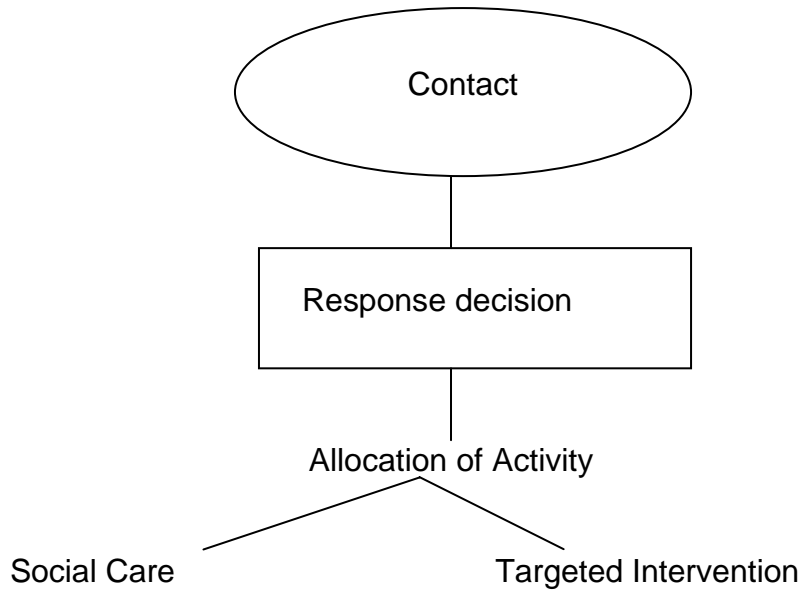 Contact
Response decision
Allocation of Activity
Social Care
Targeted Intervention